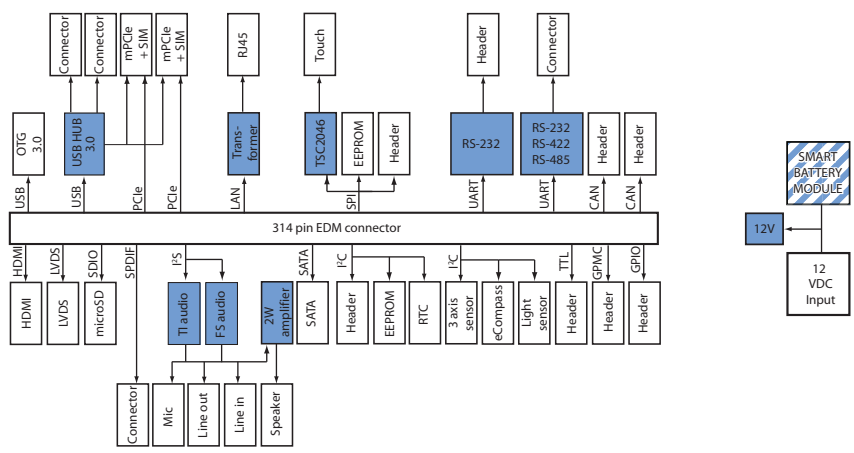 Connector
Connector
mPCIe
+ SIM
mPCIe
+ SIM
RJ45
Touch
Header
Connector
OTG
3.0
USB HUB
3.0
Trans-
former
TSC2046
EEPROM
Header
RS-232
RS-232
RS-422
RS-485
Header
Header
SMART
BATTERY
MODULE
USB
USB
PCIe
PCIe
LAN
SPI
UART
UART
CAN
CAN
314 pin EDM connector
12V
12
VDC
Input
HDMI
LVDS
SDIO
SPDIF
I²S
SATA
I²C
I²C
TTL
GPMC
GPIO
HDMI
LVDS
microSD
TI audio
FS audio
2W
amplifier
SATA
Header
EEPROM
RTC
3 axis
sensor
eCompass
Light
sensor
Header
Header
Header
Connector
Mic
Line out
Line in
Speaker